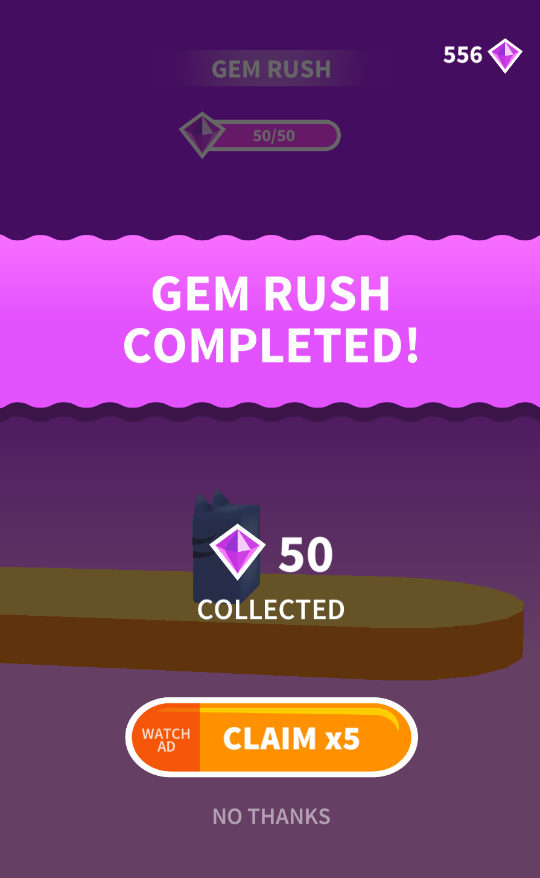 556
GEM RUSH
50/50
GEM RUSH
COMPLETED!
50
COLLECTED
WATCH
AD
CLAIM x5
NO THANKS